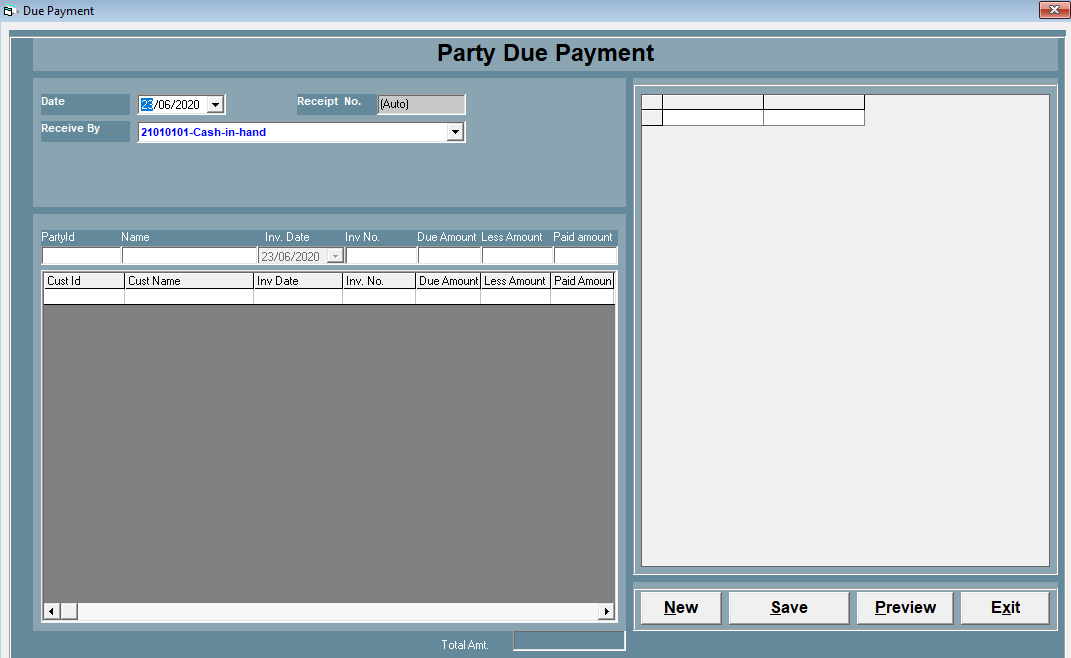 Due Payment
Party Due Payment
Date 23/06/2020 Receipt No. (Auto)
Receive By 21010101-Cash-in-hand
PartyId Name Inv. Date Inv No. Due Amount Less Amount Paid amount
23/06/2020
Cust Id Cust Name Inv Date Inv. No. Due Amount Less Amount Paid Amoun
New Save Preview Exit
Total Amt.